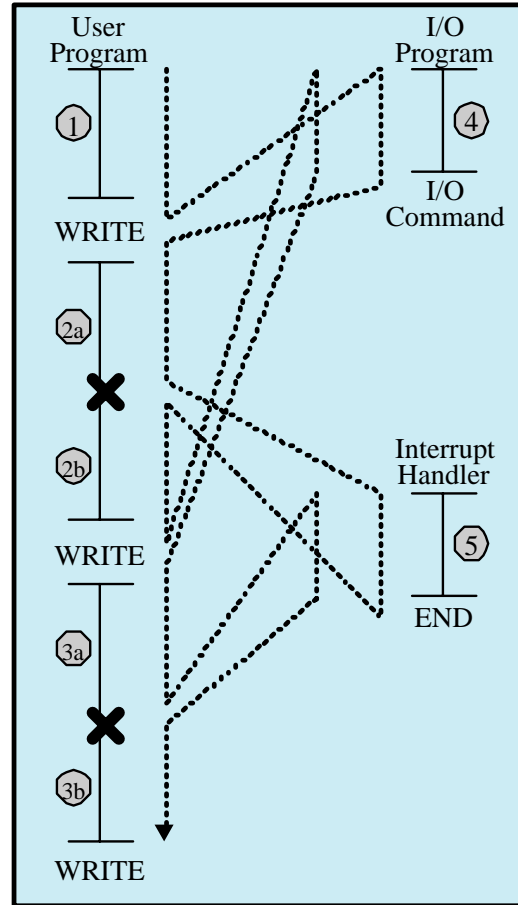 User
Program
1
WRITE
2a
2b
WRITE
3a
3b
WRITE
I/O
Program
4
I/O
Command
Interrupt
Handler
5
END